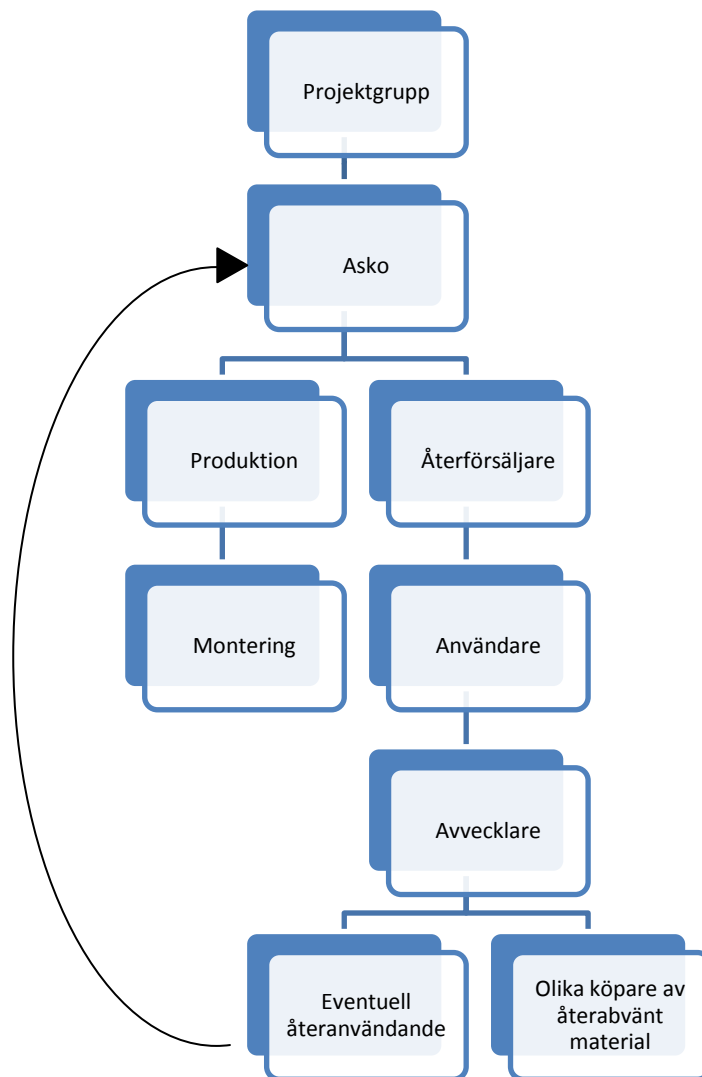 Projektgrupp
Asko
Produktion
Återförsäljare
Montering
Användare
Avvecklare
Eventuell
återanvändande
Olika köpare av
återabvänt
material